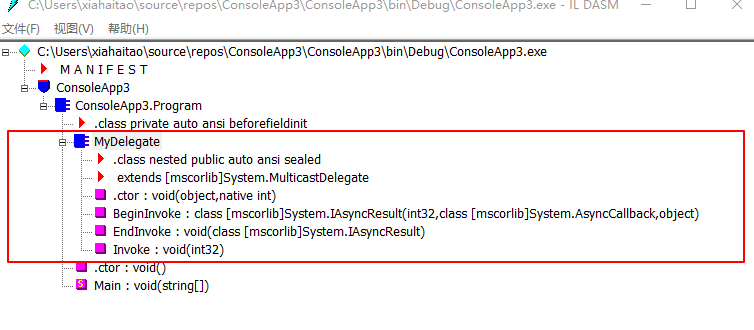 C:\Users\xiahaitao\source\repos\ConsoleApp3\ConsoleApp3\bin\Debug\ConsoleApp3.exe - IL DASM
文件(F) 视图(V) 帮助(H)
C:\Users\xiahaitao\source\repos\ConsoleApp3\ConsoleApp3\bin\Debug\ConsoleApp3.exe
M A N I F E S T
ConsoleApp3
ConsoleApp3.Program
.class private auto ansi beforefieldinit
MyDelegate
.class nested public auto ansi sealed
extends [mscorlib]System.MulticastDelegate
.ctor : void(object,native int)
BeginInvoke : class [mscorlib]System.IAsyncResult(int32,class [mscorlib]System.AsyncCallback,object)
EndInvoke : void(class [mscorlib]System.IAsyncResult)
Invoke : void(int32)
.ctor : void()
S Main : void(string[])